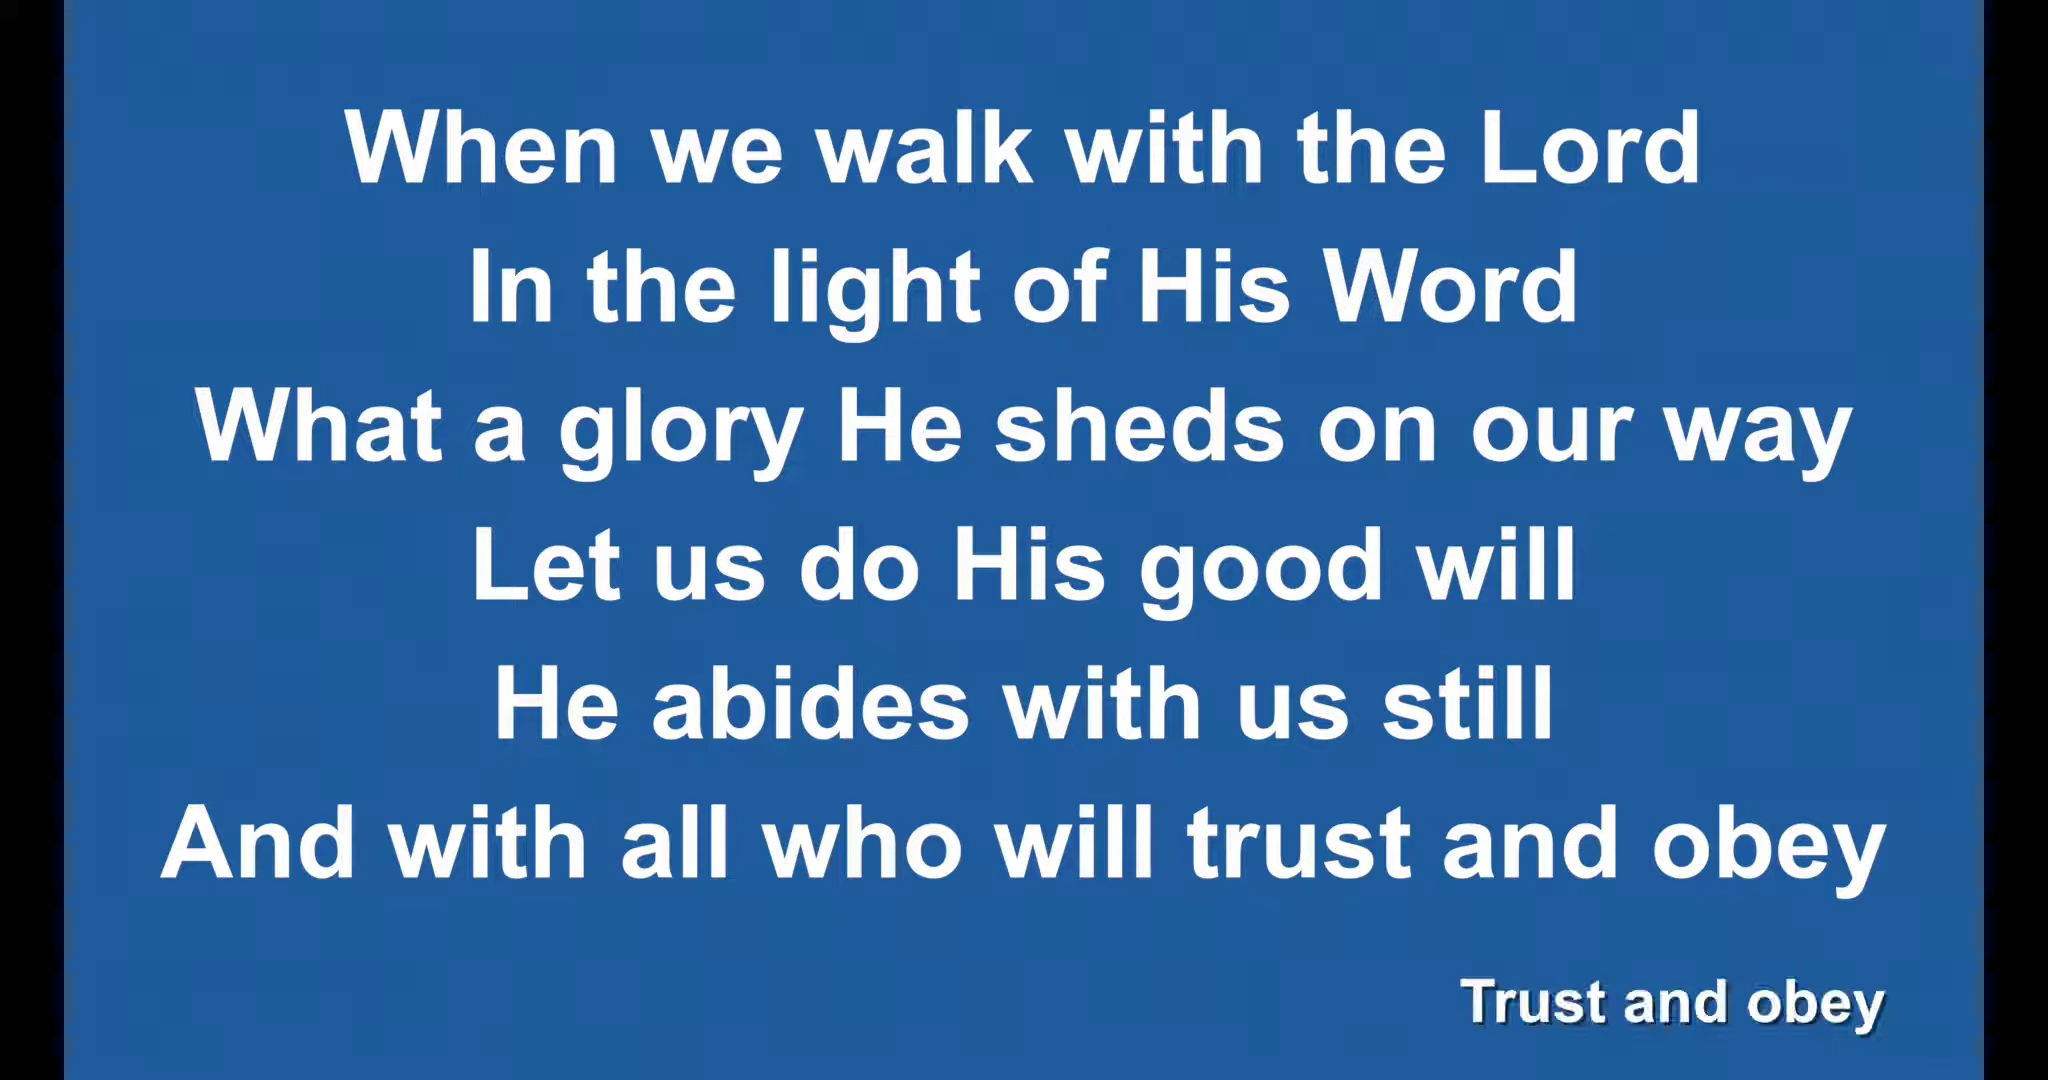 When we walk with the Lord
In the light of His Word
What a glory He sheds on our way
Let us do His good will
He abides with us still
And with all who will trust and obey
Trust and obey